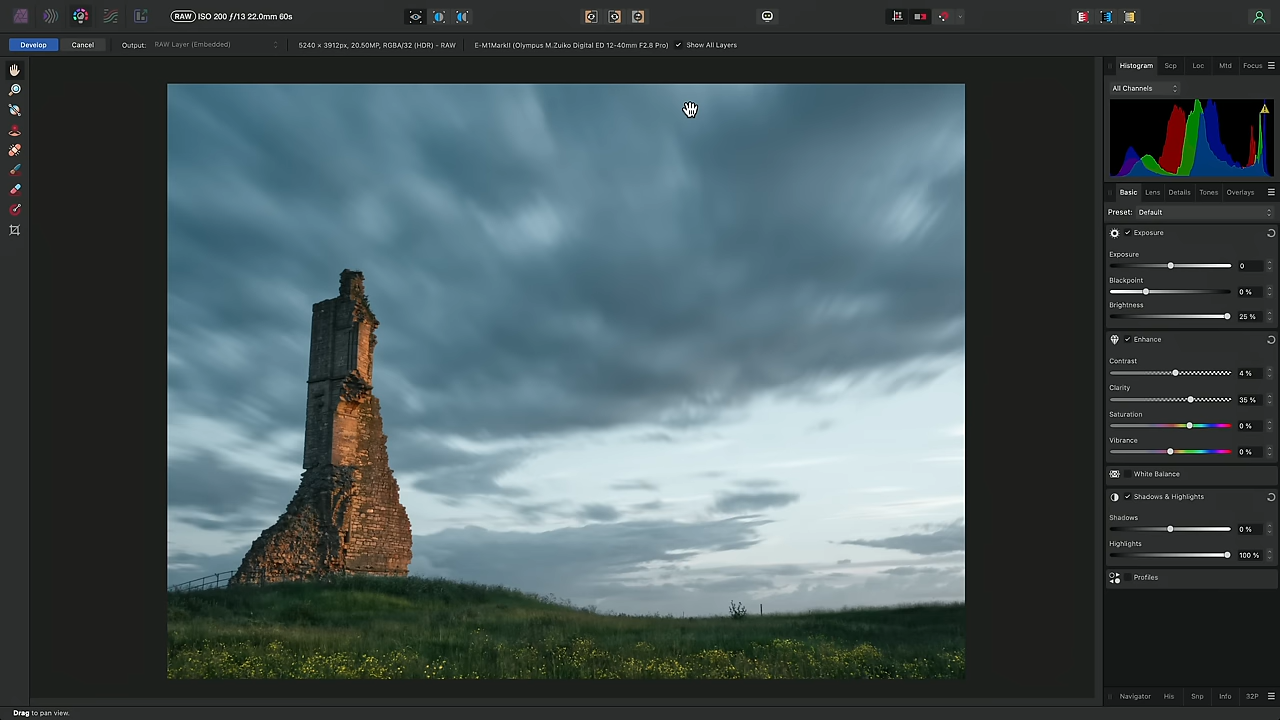 RAW ISO 200 ƒ/13 22.0mm 60s
Develop Cancel Output: RAW Layer (Embedded) 5240 × 3912px, 20.50MP, RGBA/32 (HDR) - RAW E-M1MarkII (Olympus M.Zuiko Digital ED 12-40mm F2.8 Pro) Show All Layers
Histogram Scp Loc Mtd Focus
All Channels
Basic Lens Details Tones Overlays
Preset: Default
Exposure
Exposure
0
Blackpoint
0 %
Brightness
25 %
Enhance
Contrast
4 %
Clarity
35 %
Saturation
0 %
Vibrance
0 %
White Balance
Shadows & Highlights
Shadows
0 %
Highlights
100 %
Profiles
Navigator His Snp Info 32P
Drag to pan view.